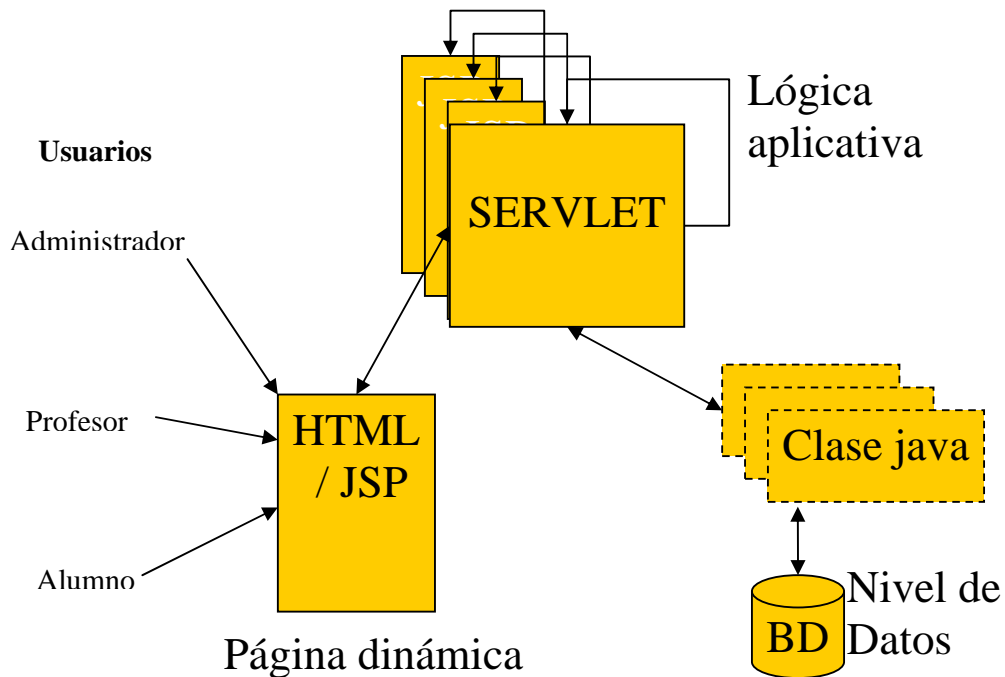 Lógica
aplicativa
Usuarios
SERVLET
Administrador
Profesor
HTML
/ JSP
Clase java
Alumno
Nivel de
Datos
BD
Página dinámica